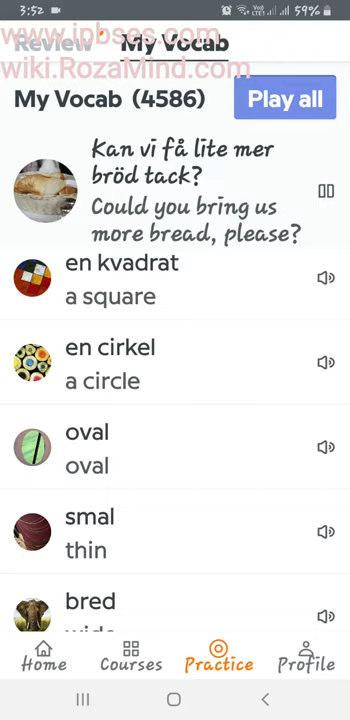 3:52
59%
www.ipbses.com
Review
My Vocab
wiki.RozaMind.com
My Vocab (4586)
Play all
Kan vi få lite mer
bröd tack?
Could you bring us
more bread, please?
en kvadrat
a square
en cirkel
a circle
oval
oval
smal
thin
bred
Home
Courses
Practice
Profile